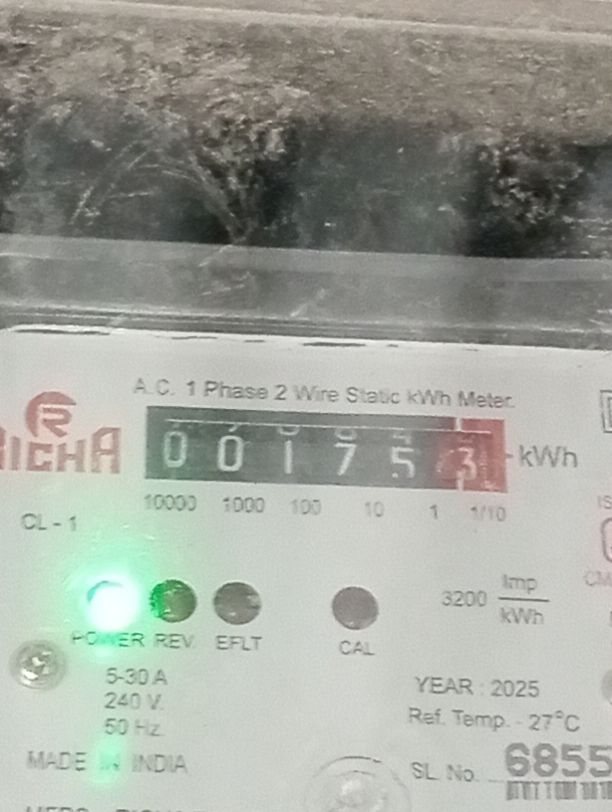 A.C. 1 Phase 2 Wire Static kWh Meter.
RICHA
0 0 1 7 5 3 kWh
10000 1000 100 10 1 1/10
CL - 1
3200 Imp
kWh
POWER REV. EFLT CAL
5-30 A
240 V.
50 Hz.
YEAR : 2025
Ref. Temp. - 27°C
MADE IN INDIA
SL. No. 6855